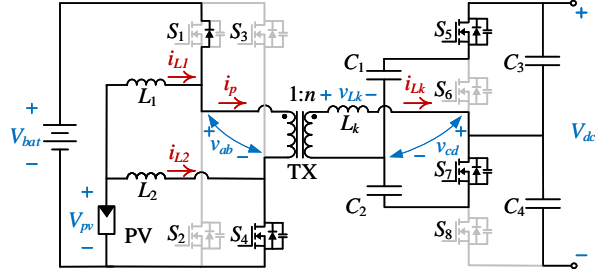 S1 S3 S5
iL1 ip C1 C3
L1 1:n + vLk − iLk S6
+ Vbat − + vab − Lk + vcd − Vdc
iL2 TX S7
L2
+ Vpv − PV S2 S4 C2 C4
S8
+
−